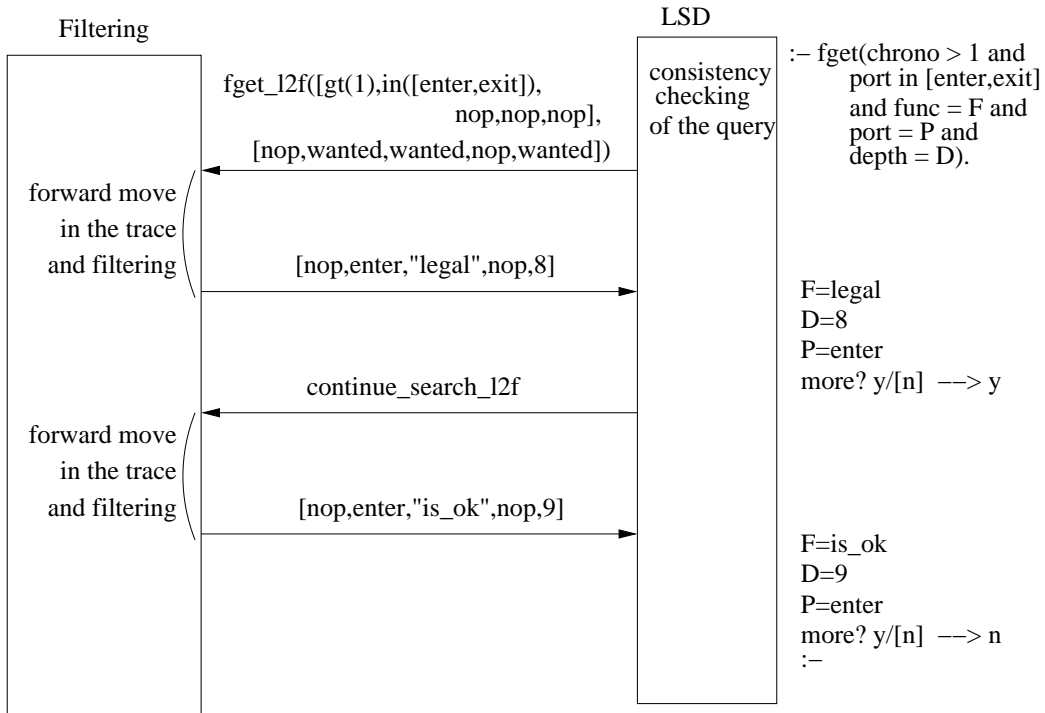 Filtering
LSD
fget_l2f([gt(1),in([enter,exit]),
nop,nop,nop],
[nop,wanted,wanted,nop,wanted])
consistency
checking
of the query
:− fget(chrono > 1 and
port in [enter,exit]
and func = F and
port = P and
depth = D).
forward move
in the trace
and filtering
[nop,enter,"legal",nop,8]
F=legal
D=8
P=enter
more? y/[n] −−> y
continue_search_l2f
forward move
in the trace
and filtering
[nop,enter,"is_ok",nop,9]
F=is_ok
D=9
P=enter
more? y/[n] −−> n
:−